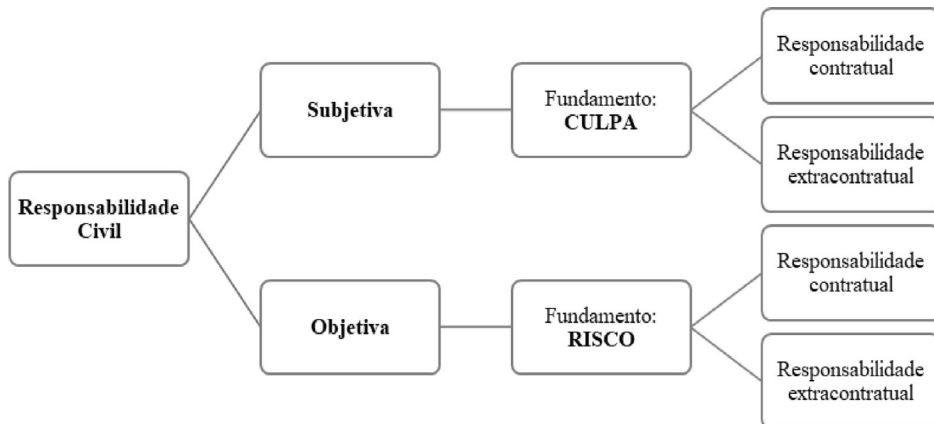 Responsabilidade
Civil
Subjetiva
Fundamento:
CULPA
Responsabilidade
contratual
Responsabilidade
extracontratual
Objetiva
Fundamento:
RISCO
Responsabilidade
contratual
Responsabilidade
extracontratual